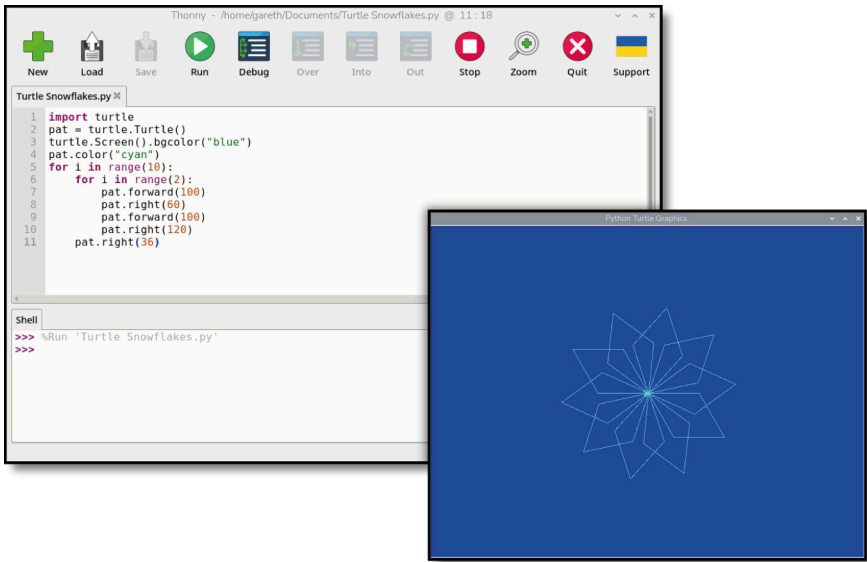 Thonny - /home/gareth/Documents/Turtle Snowflakes.py @ 11 : 18
New Load Save Run Debug Over Into Out Stop Zoom Quit Support
Turtle Snowflakes.py
1 import turtle
2 pat = turtle.Turtle()
3 turtle.Screen().bgcolor("blue")
4 pat.color("cyan")
5 for i in range(10):
6     for i in range(2):
7         pat.forward(100)
8         pat.right(60)
9         pat.forward(100)
10         pat.right(120)
11     pat.right(36)
Shell
>>> %Run 'Turtle Snowflakes.py'
>>>
Python Turtle Graphics